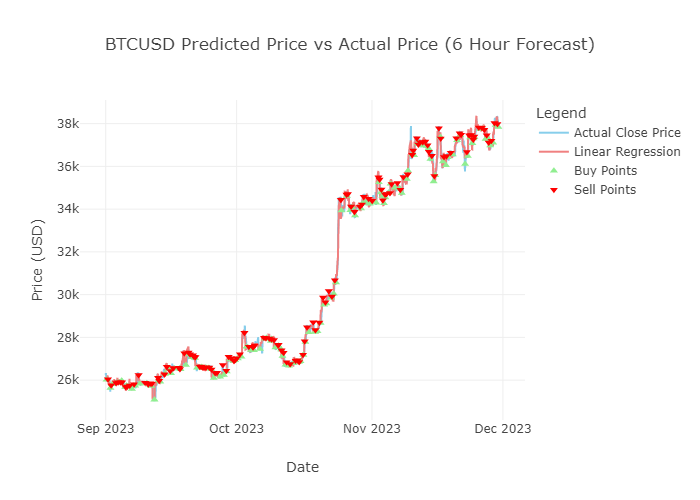 BTCUSD Predicted Price vs Actual Price (6 Hour Forecast)
Legend
Actual Close Price
Linear Regression
Buy Points
Sell Points
Price (USD)
38k
36k
34k
32k
30k
28k
26k
Sep 2023
Oct 2023
Nov 2023
Dec 2023
Date